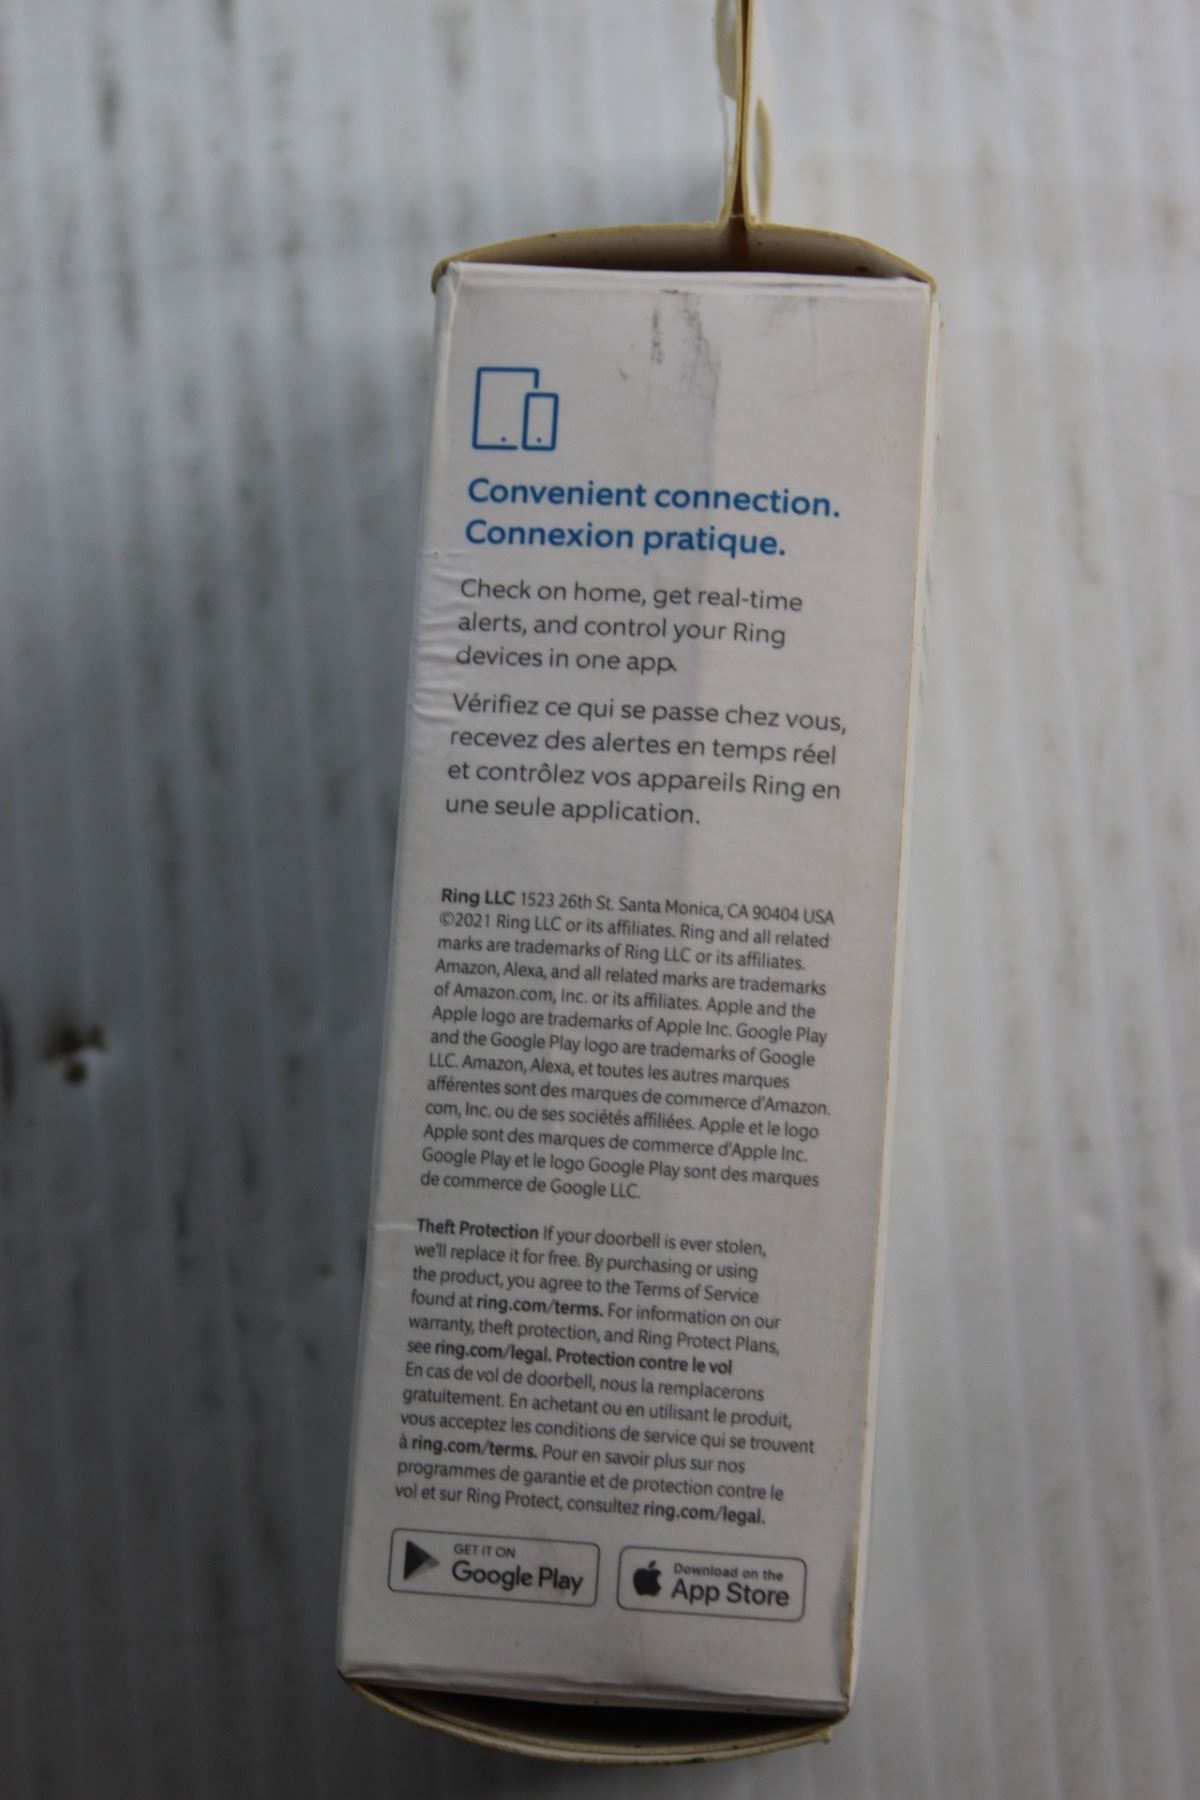 Convenient connection.
Connexion pratique.
Check on home, get real-time
alerts, and control your Ring
devices in one app.
Vérifiez ce qui se passe chez vous,
recevez des alertes en temps réel
et contrôlez vos appareils Ring en
une seule application.
Ring LLC 1523 26th St. Santa Monica, CA 90404 USA
©2021 Ring LLC or its affiliates. Ring and all related
marks are trademarks of Ring LLC or its affiliates.
Amazon, Alexa, and all related marks are trademarks
of Amazon.com, Inc. or its affiliates. Apple and the
Apple logo are trademarks of Apple Inc. Google Play
and the Google Play logo are trademarks of Google
LLC. Amazon, Alexa, et toutes les autres marques
afférentes sont des marques de commerce d'Amazon.
com, Inc. ou de ses sociétés affiliées. Apple et le logo
Apple sont des marques de commerce d'Apple Inc.
Google Play et le logo Google Play sont des marques
de commerce de Google LLC.
Theft Protection If your doorbell is ever stolen,
we'll replace it for free. By purchasing or using
the product, you agree to the Terms of Service
found at ring.com/terms. For information on our
warranty, theft protection, and Ring Protect Plans,
see ring.com/legal. Protection contre le vol
En cas de vol de doorbell, nous la remplacerons
gratuitement. En achetant ou en utilisant le produit,
vous acceptez les conditions de service qui se trouvent
à ring.com/terms. Pour en savoir plus sur nos
programmes de garantie et de protection contre le
vol et sur Ring Protect, consultez ring.com/legal.
GET IT ON
Google Play
Download on the
App Store